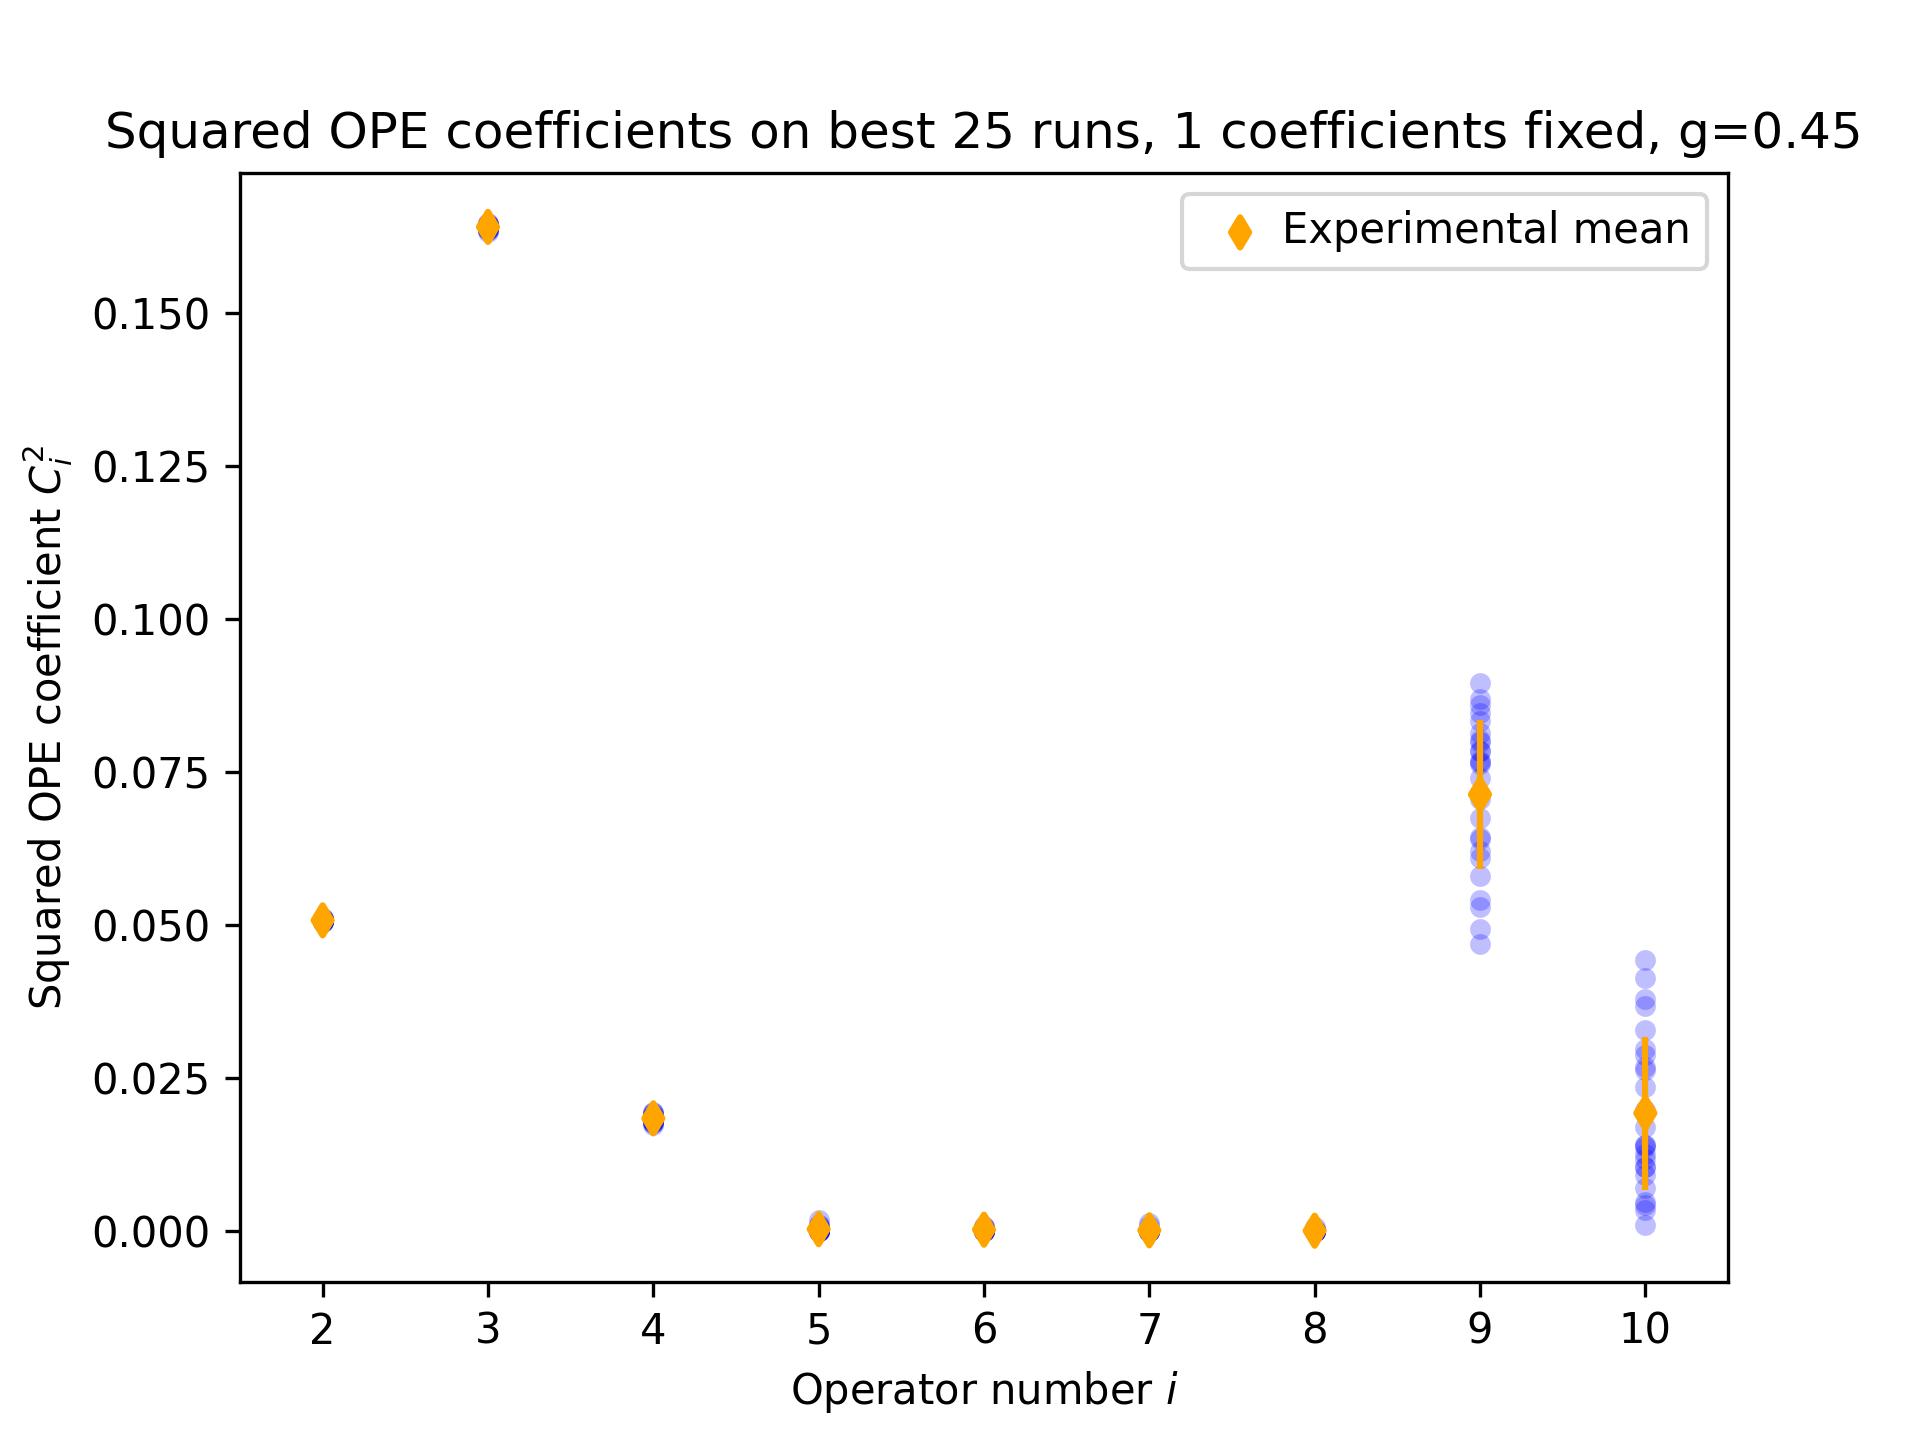 Squared OPE coefficients on best 25 runs, 1 coefficients fixed, g=0.45
Experimental mean
Squared OPE coefficient $C_i^2$
0.150
0.125
0.100
0.075
0.050
0.025
0.000
2 3 4 5 6 7 8 9 10
Operator number i